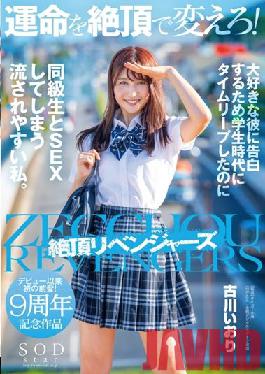 運命を絶頂で変えろ！
大好きな彼に告白
するため学生時代に
タイムリープしたのに
同級生とSEX
してしまう
流されやすい私。
ZECCHOU
絶頂リベンジャーズ
REVENGERS
9周年
記念作品
古川いおり
SOD
star
JAVHD